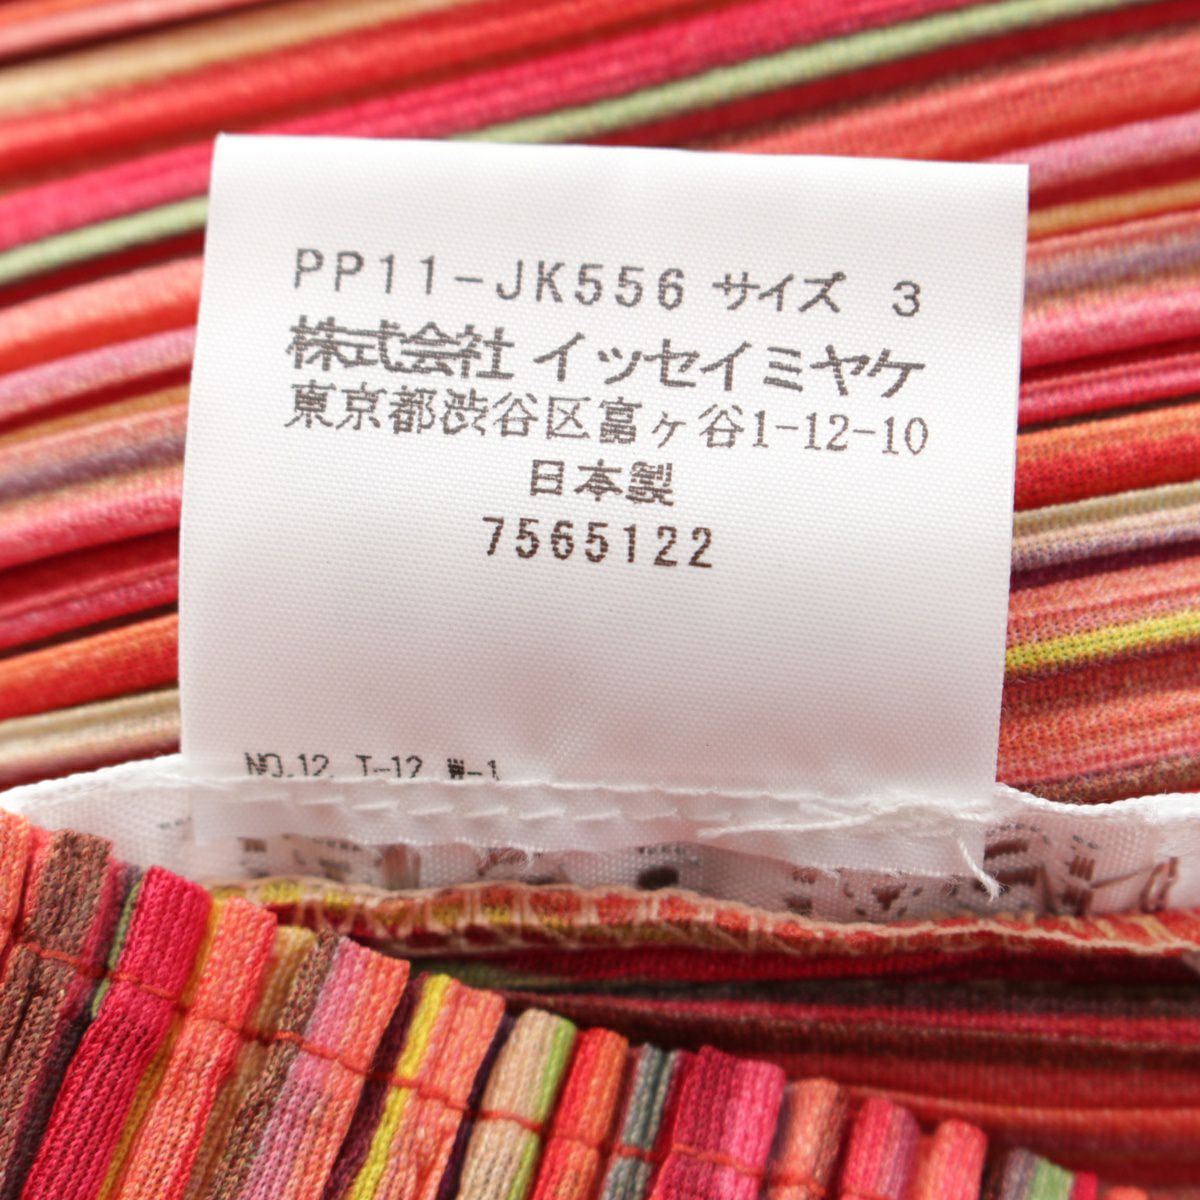 PP11-JK556 サイズ 3
株式会社 イッセイミヤケ
東京都渋谷区富ヶ谷1-12-10
日本製
7565122
NO.12 T-12 W-1